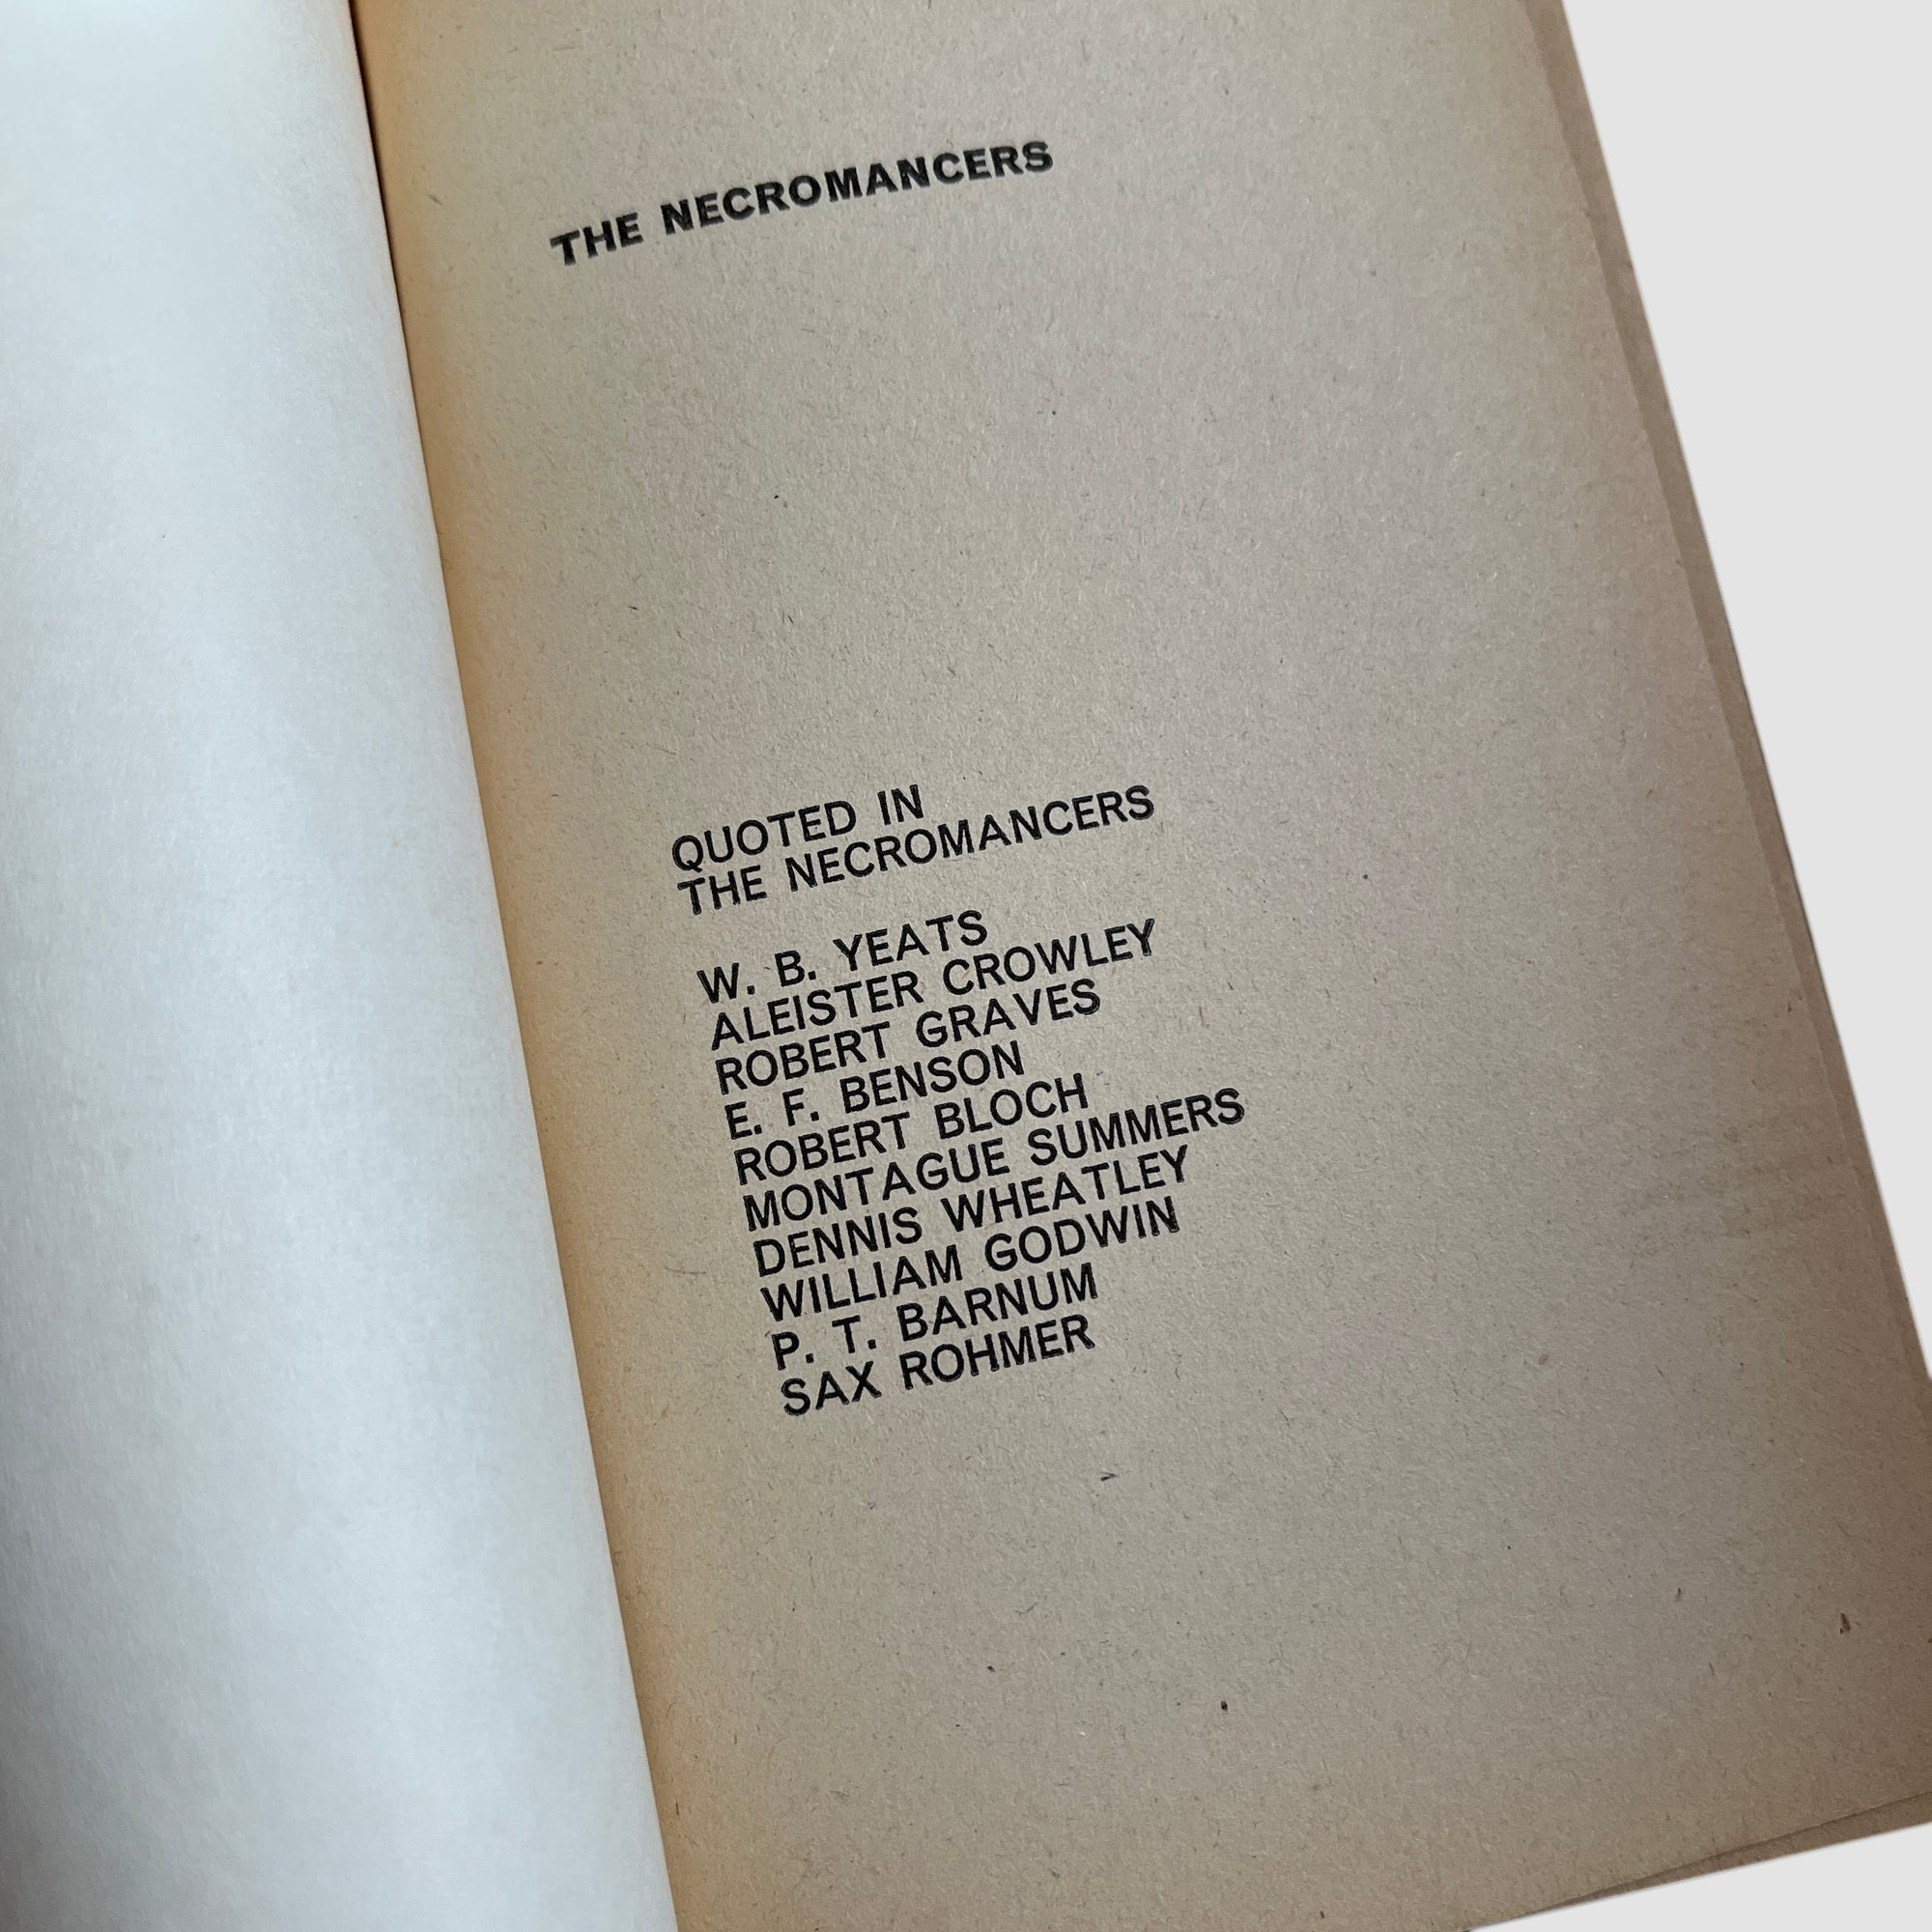 THE NECROMANCERS
QUOTED IN
THE NECROMANCERS
W. B. YEATS
ALEISTER CROWLEY
ROBERT GRAVES
E. F. BENSON
ROBERT BLOCH
MONTAGUE SUMMERS
DENNIS WHEATLEY
WILLIAM GODWIN
P. T. BARNUM
SAX ROHMER